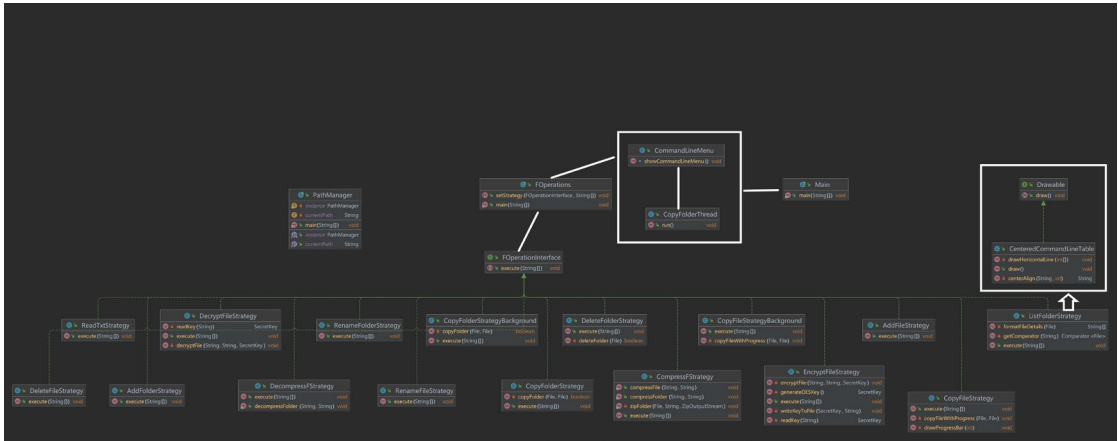 CommandLineMenu
showCommandLineMenu() void
FOperations
setStrategy(FOperationInterface, String[]) void
main(String[]) void
Main
main(String[]) void
Drawable
draw() void
PathManager
instance PathManager
currentPath String
main(String[]) void
instance PathManager
currentPath String
CopyFolderThread
run() void
FOperationInterface
execute(String[]) void
CenteredCommandLineTable
drawHorizontalLine(int[]) void
draw() void
centerAlign(String, int) String
ReadTxtStrategy
execute(String[]) void
DecryptFileStrategy
readKey(String) SecretKey
execute(String[]) void
decryptFile(String, String, SecretKey) void
RenameFolderStrategy
execute(String[]) void
CopyFolderStrategyBackground
copyFolder(File, File) boolean
execute(String[]) void
DeleteFolderStrategy
execute(String[]) void
deleteFolder(File) boolean
CopyFileStrategyBackground
execute(String[]) void
copyFileWithProgress(File, File) void
AddFileStrategy
execute(String[]) void
ListFolderStrategy
formatFileDetails(File) String[]
getComparator(String) Comparator<File>
execute(String[]) void
DeleteFileStrategy
execute(String[]) void
AddFolderStrategy
execute(String[]) void
DecompressFStrategy
execute(String[]) void
decompressFolder(String, String) void
RenameFileStrategy
execute(String[]) void
CopyFolderStrategy
copyFolder(File, File) boolean
execute(String[]) void
CompressFStrategy
compressFile(String, String) void
compressFolder(String, String) void
zipFolder(File, String, ZipOutputStream) void
execute(String[]) void
EncryptFileStrategy
encryptFile(String, String, SecretKey) void
generateDESKey() SecretKey
execute(String[]) void
writeKeyToFile(SecretKey, String) void
readKey(String) SecretKey
CopyFileStrategy
execute(String[]) void
copyFileWithProgress(File, File) void
drawProgressBar(int) void